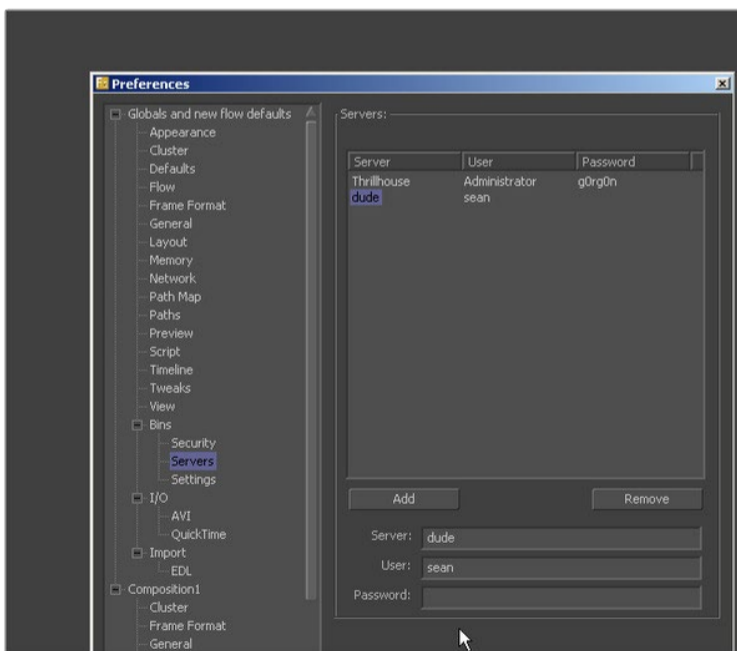 Preferences
Globals and new flow defaults
Appearance
Cluster
Defaults
Flow
Frame Format
General
Layout
Memory
Network
Path Map
Paths
Preview
Script
Timeline
Tweaks
View
Bins
Security
Servers
Settings
I/O
AVI
QuickTime
Import
EDL
Composition1
Cluster
Frame Format
General
Servers:
Server User Password
Thrillhouse Administrator g0rg0n
dude sean
Add Remove
Server: dude
User: sean
Password: